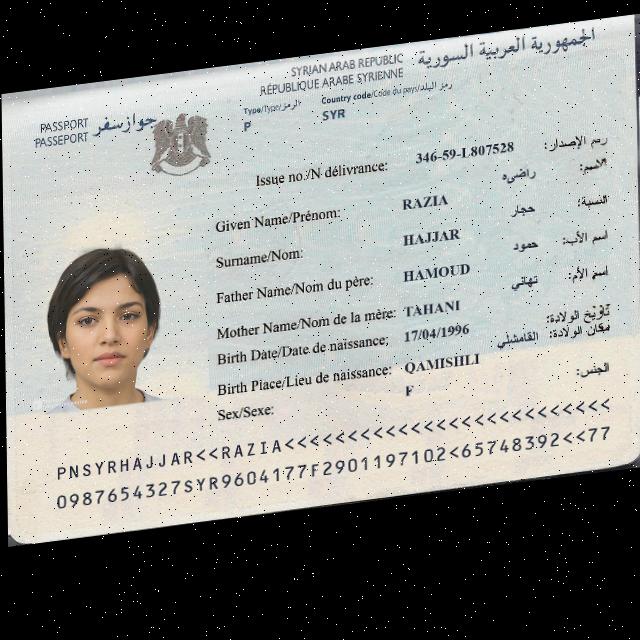 SYRIAN ARAB REPUBLIC الجمهورية العربية السورية
RÉPUBLIQUE ARABE SYRIENNE
PASSPORT جواز سفر
PASSEPORT
Type/Type/الرمز Country code/Code du pays/رمز البلد
P SYR
Issue no./N délivrance: 346-59-L807528 رسم الإصدار:
Given Name/Prénom: RAZIA راضيه الاسم:
Surname/Nom: HAJJAR حجار النسبة:
Father Name/Nom du père: HAMOUD حمود اسم الأب:
Mother Name/Nom de la mère: TAHANI تهاني اسم الأم:
Birth Date/Date de naissance; 17/04/1996 تاريخ الولادة:
Birth Place/Lieu de naissance: QAMISHLI القامشلي مكان الولادة:
Sex/Sexe: F الجنس:
PNSYRHAJJAR<<RAZIA<<<<<<<<<<<<<<<<<<<<<<<<<<
0987654327SYR9604177F2901197102<65748392<<77